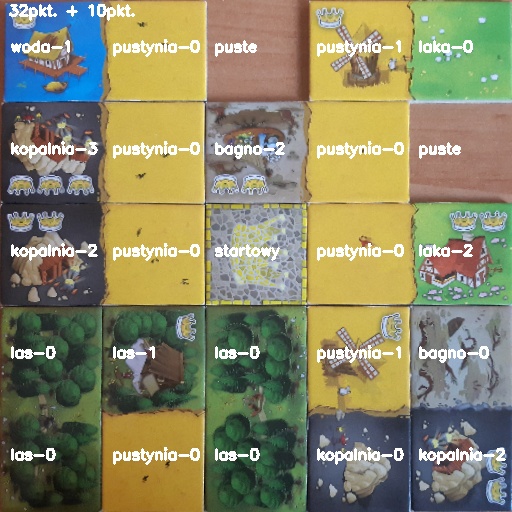 32pkt. + 10pkt.
woda-1 pustynia-0 puste pustynia-1 łąka-0
kopalnia-3 pustynia-0 bagno-2 pustynia-0 puste
kopalnia-2 pustynia-0 startowy pustynia-0 łaka-2
las-0 las-1 las-0 pustynia-1 bagno-0
las-0 pustynia-0 las-0 kopalnia-0 kopalnia-2